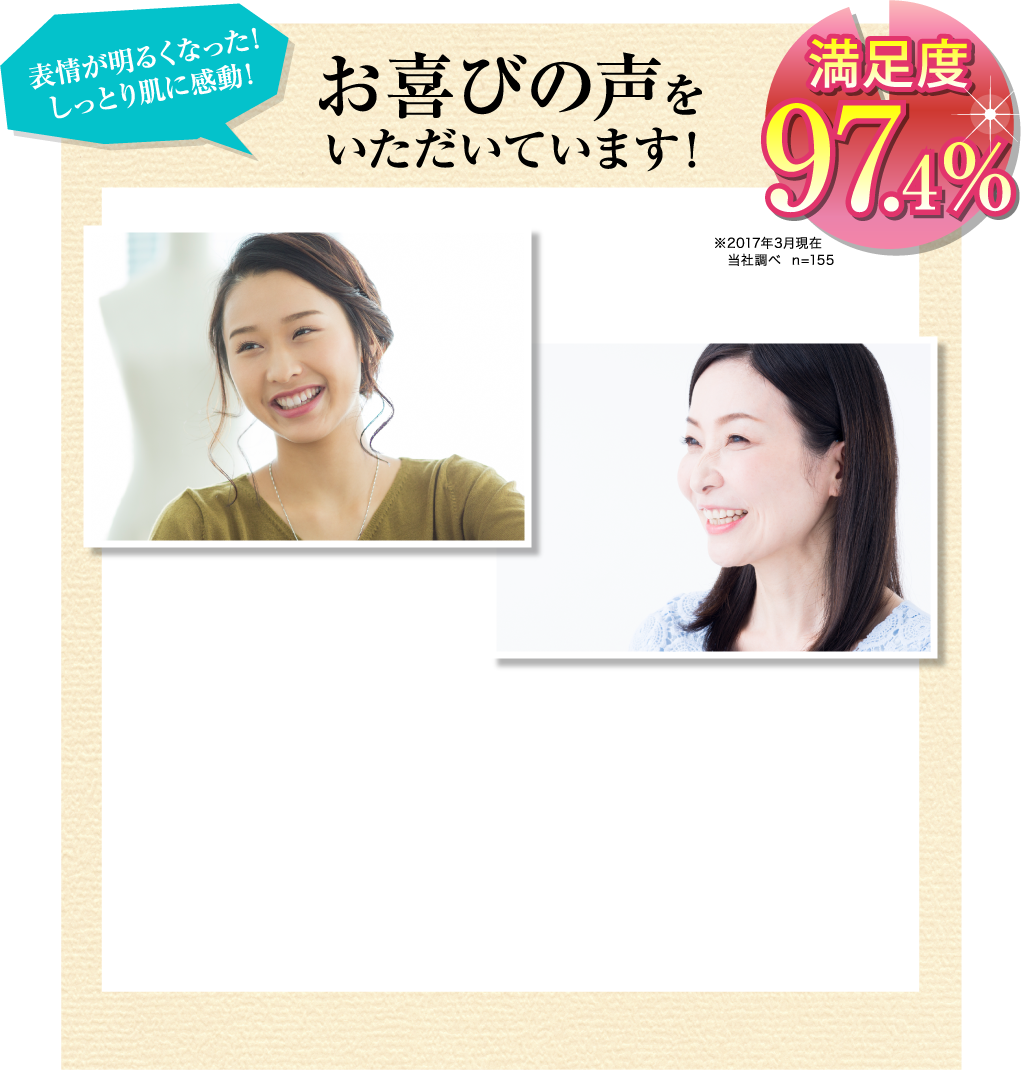 表情が明るくなった！
しっとり肌に感動！
お喜びの声を
いただいています！
満足度
97.4%
※2017年3月現在
当社調べ n=155